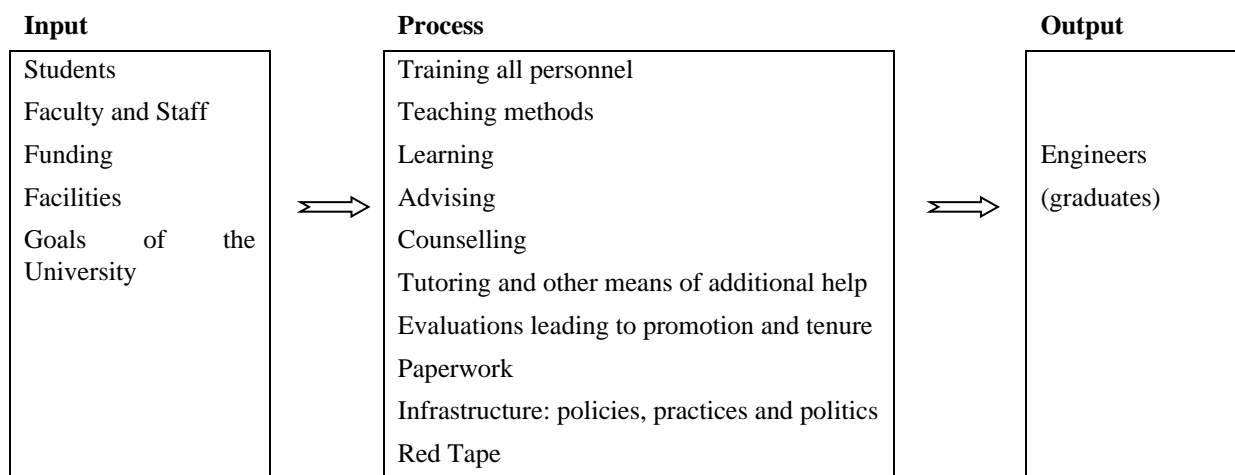 Input
Students
Faculty and Staff
Funding
Facilities
Goals of the
University
Process
Training all personnel
Teaching methods
Learning
Advising
Counselling
Tutoring and other means of additional help
Evaluations leading to promotion and tenure
Paperwork
Infrastructure: policies, practices and politics
Red Tape
Output
Engineers
(graduates)